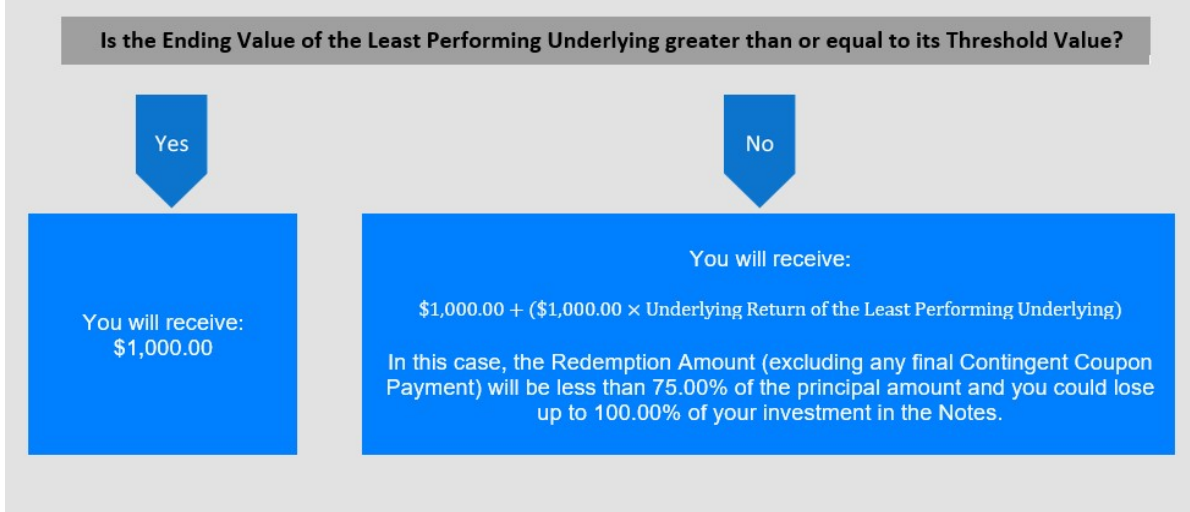 Is the Ending Value of the Least Performing Underlying greater than or equal to its Threshold Value?
Yes
No
You will receive:
$1,000.00
You will receive:
$1,000.00 + ($1,000.00 × Underlying Return of the Least Performing Underlying)
In this case, the Redemption Amount (excluding any final Contingent Coupon
Payment) will be less than 75.00% of the principal amount and you could lose
up to 100.00% of your investment in the Notes.